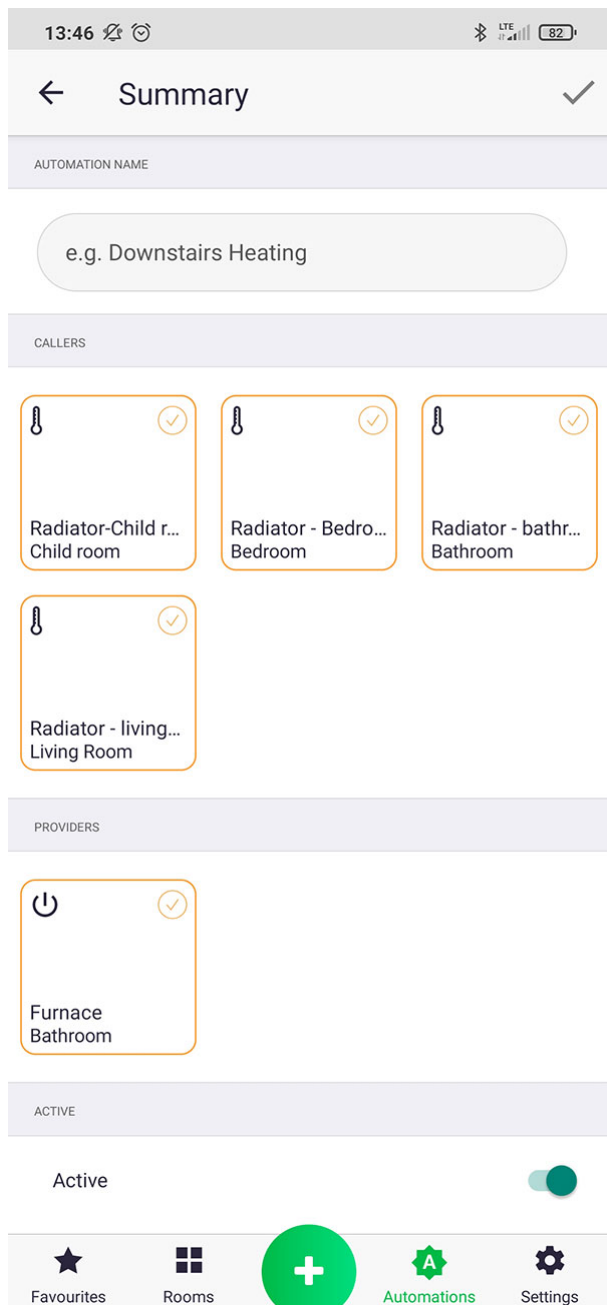 13:46
LTE
82
Summary
AUTOMATION NAME
e.g. Downstairs Heating
CALLERS
Radiator-Child r...
Child room
Radiator - Bedro...
Bedroom
Radiator - bathr...
Bathroom
Radiator - living...
Living Room
PROVIDERS
Furnace
Bathroom
ACTIVE
Active
A
Favourites
Rooms
Automations
Settings